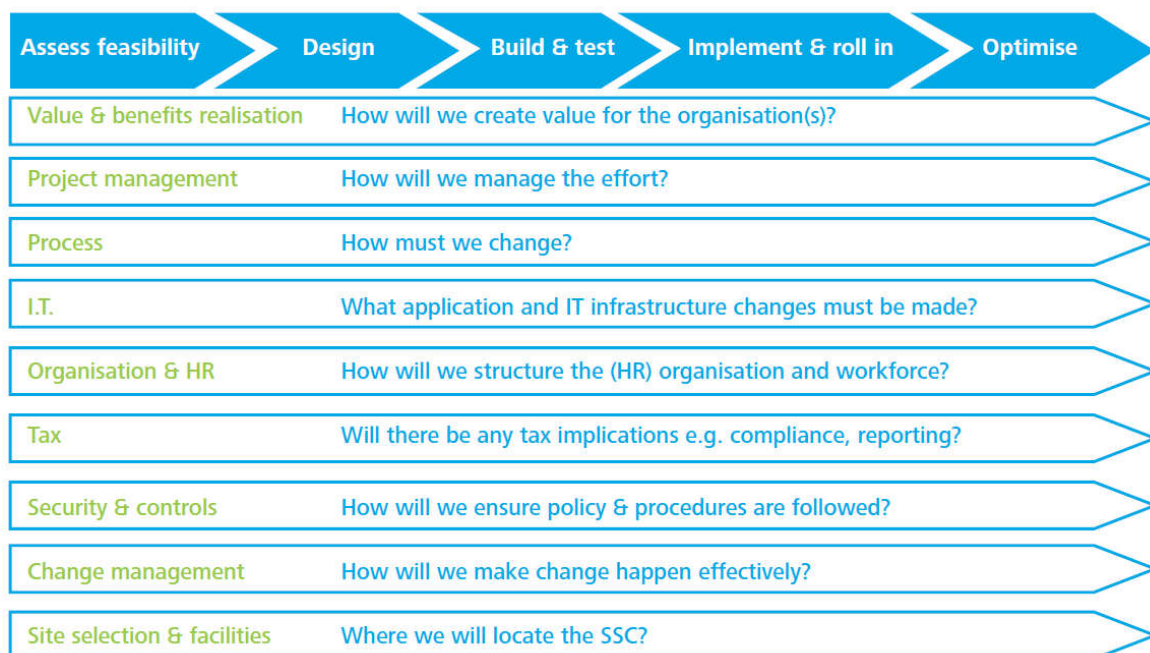 Assess feasibility Design Build & test Implement & roll in Optimise
Value & benefits realisation How will we create value for the organisation(s)?
Project management How will we manage the effort?
Process How must we change?
I.T. What application and IT infrastructure changes must be made?
Organisation & HR How will we structure the (HR) organisation and workforce?
Tax Will there be any tax implications e.g. compliance, reporting?
Security & controls How will we ensure policy & procedures are followed?
Change management How will we make change happen effectively?
Site selection & facilities Where we will locate the SSC?